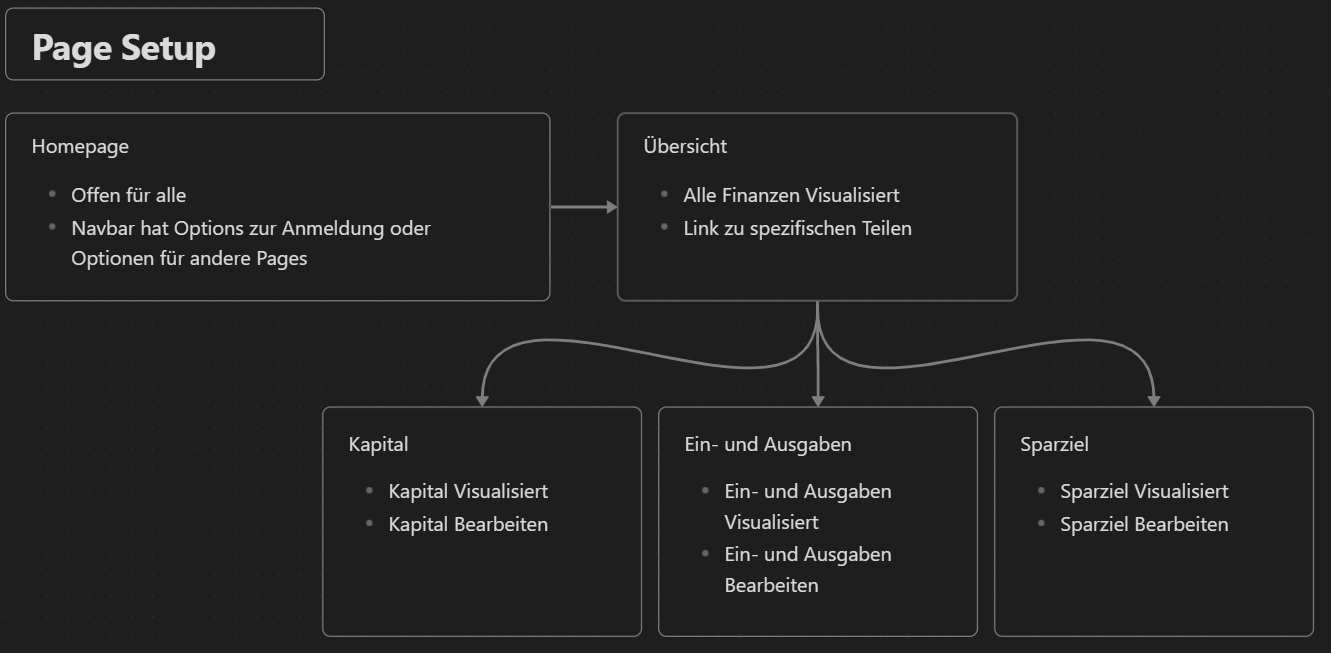 Page Setup
Homepage
Offen für alle
Navbar hat Options zur Anmeldung oder
Optionen für andere Pages
Übersicht
Alle Finanzen Visualisiert
Link zu spezifischen Teilen
Kapital
Kapital Visualisiert
Kapital Bearbeiten
Ein- und Ausgaben
Ein- und Ausgaben
Visualisiert
Ein- und Ausgaben
Bearbeiten
Sparziel
Sparziel Visualisiert
Sparziel Bearbeiten